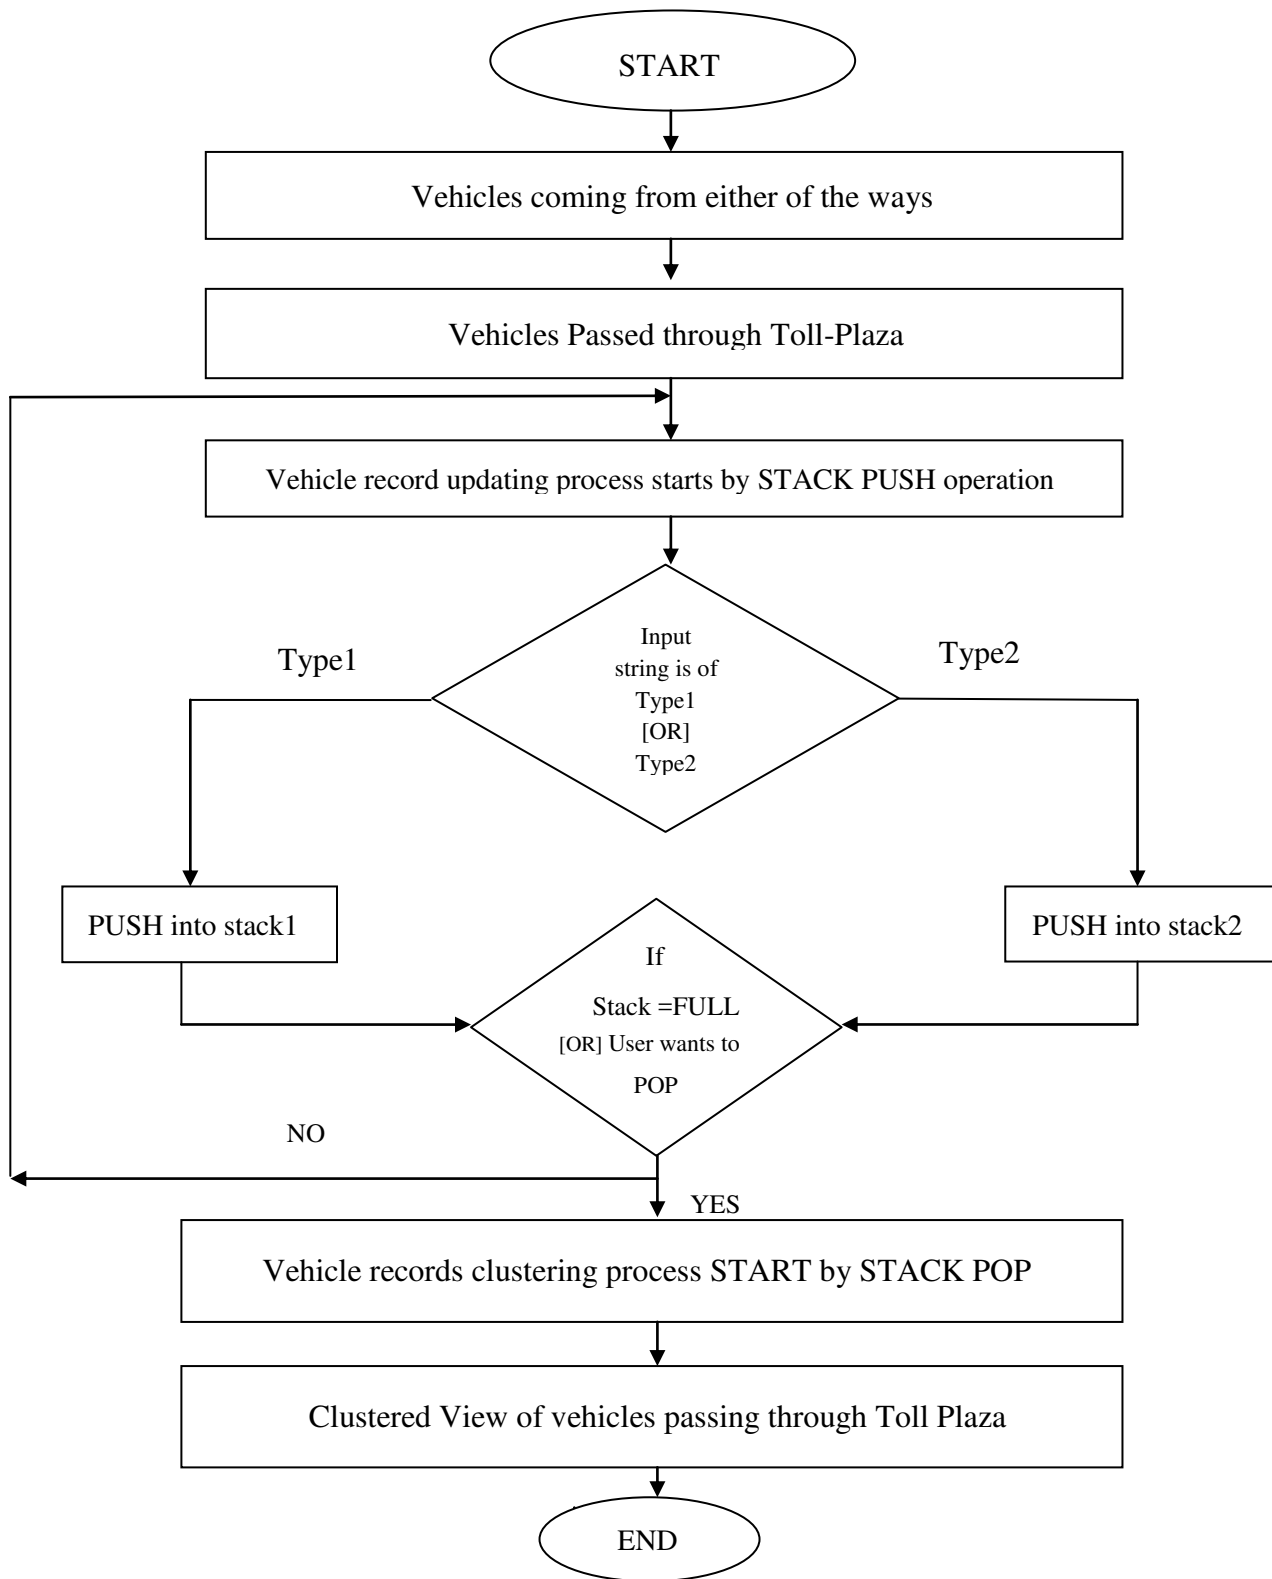 START
Vehicles coming from either of the ways
Vehicles Passed through Toll-Plaza
Vehicle record updating process starts by STACK PUSH operation
Type1
Input
string is of
Type1
[OR]
Type2
Type2
PUSH into stack1
If
Stack =FULL
[OR] User wants to
POP
PUSH into stack2
NO
YES
Vehicle records clustering process START by STACK POP
Clustered View of vehicles passing through Toll Plaza
END